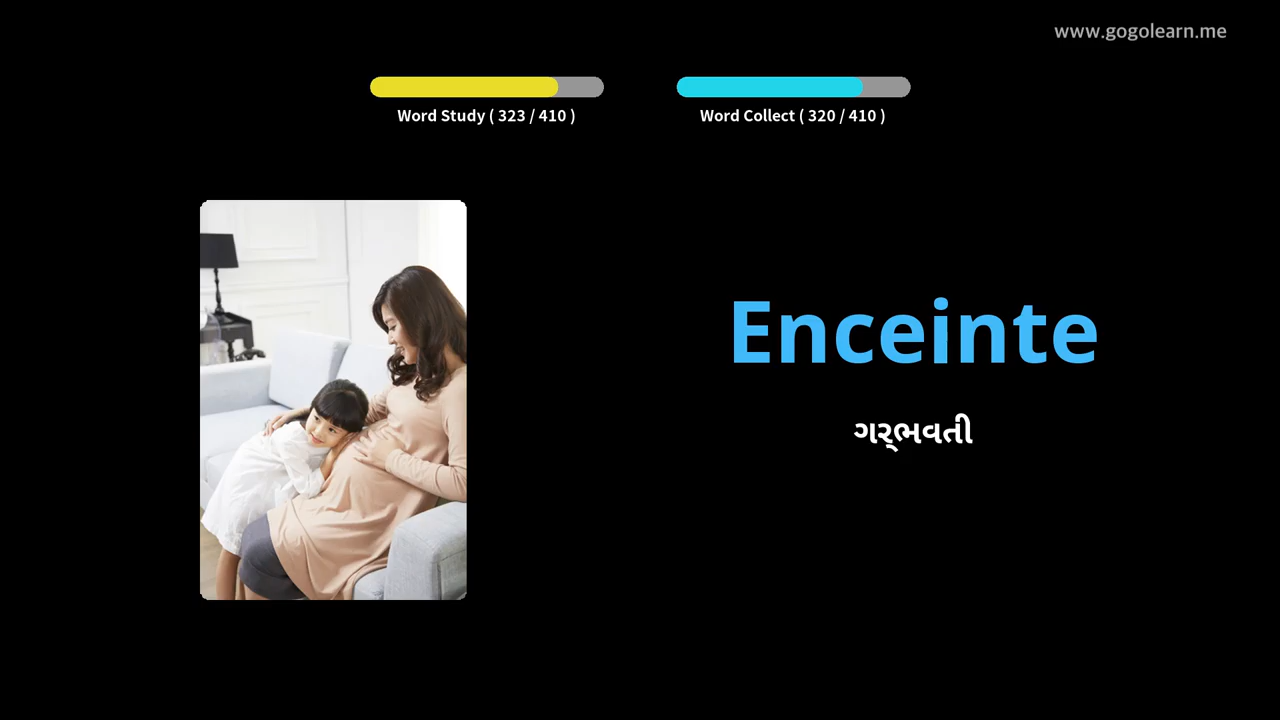 www.gogolearn.me
Word Study ( 323 / 410 )
Word Collect ( 320 / 410 )
Enceinte
ગર્ભવતી